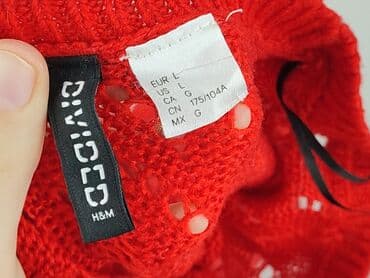 DIVIDED
H&M
EUR L
US L
CA G
CN 175/104A
MX G